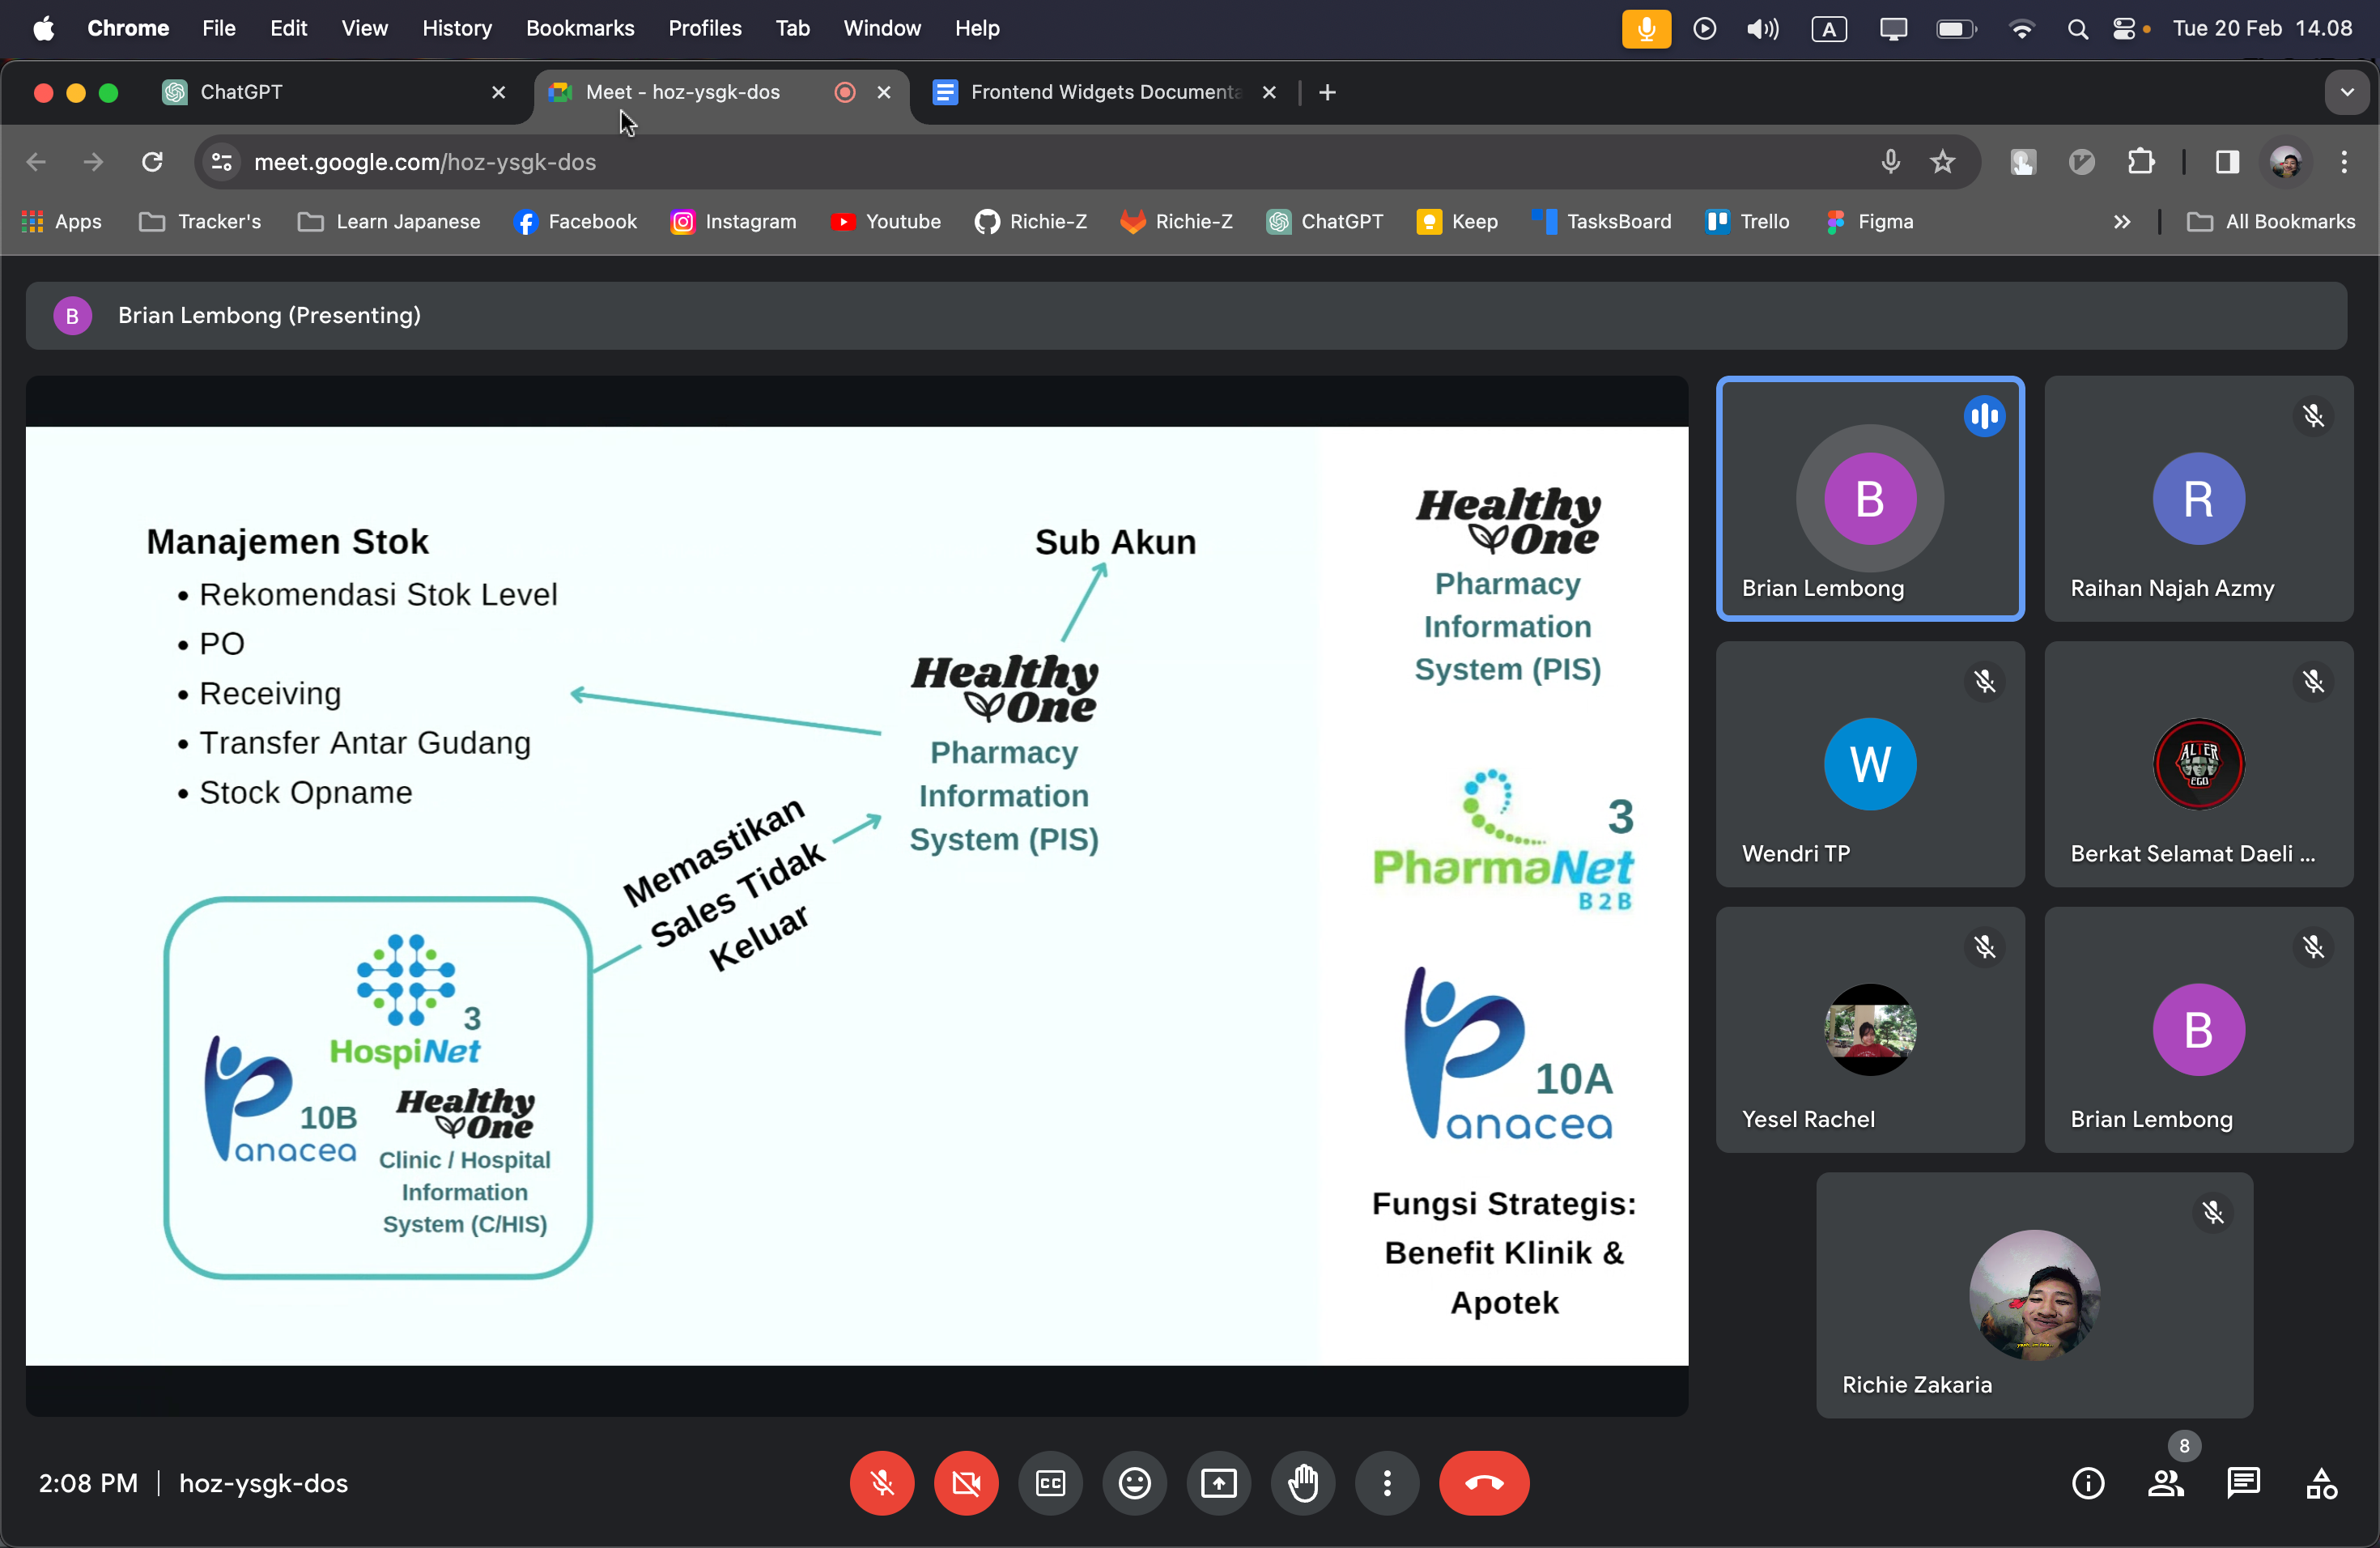 Chrome File Edit View History Bookmarks Profiles Tab Window Help A Tue 20 Feb 14.08
ChatGPT Meet - hoz-ysgk-dos Frontend Widgets Documenta
meet.google.com/hoz-ysgk-dos
Apps Tracker's Learn Japanese Facebook Instagram Youtube Richie-Z Richie-Z ChatGPT Keep TasksBoard Trello Figma All Bookmarks
B Brian Lembong (Presenting)
Manajemen Stok
• Rekomendasi Stok Level
• PO
• Receiving
• Transfer Antar Gudang
• Stock Opname
Sub Akun
Healthy
One
Pharmacy
Information
System (PIS)
Memastikan
Sales Tidak
Keluar
3
HospiNet
10B
Panacea
Healthy
One
Clinic / Hospital
Information
System (C/HIS)
Healthy
One
Pharmacy
Information
System (PIS)
3
PharmaNet
B2B
10A
Panacea
Fungsi Strategis:
Benefit Klinik &
Apotek
B
Brian Lembong
R
Raihan Najah Azmy
W
Wendri TP
ALTER
EGO
Berkat Selamat Daeli ...
Yesel Rachel
B
Brian Lembong
Richie Zakaria
2:08 PM | hoz-ysgk-dos
CC
8